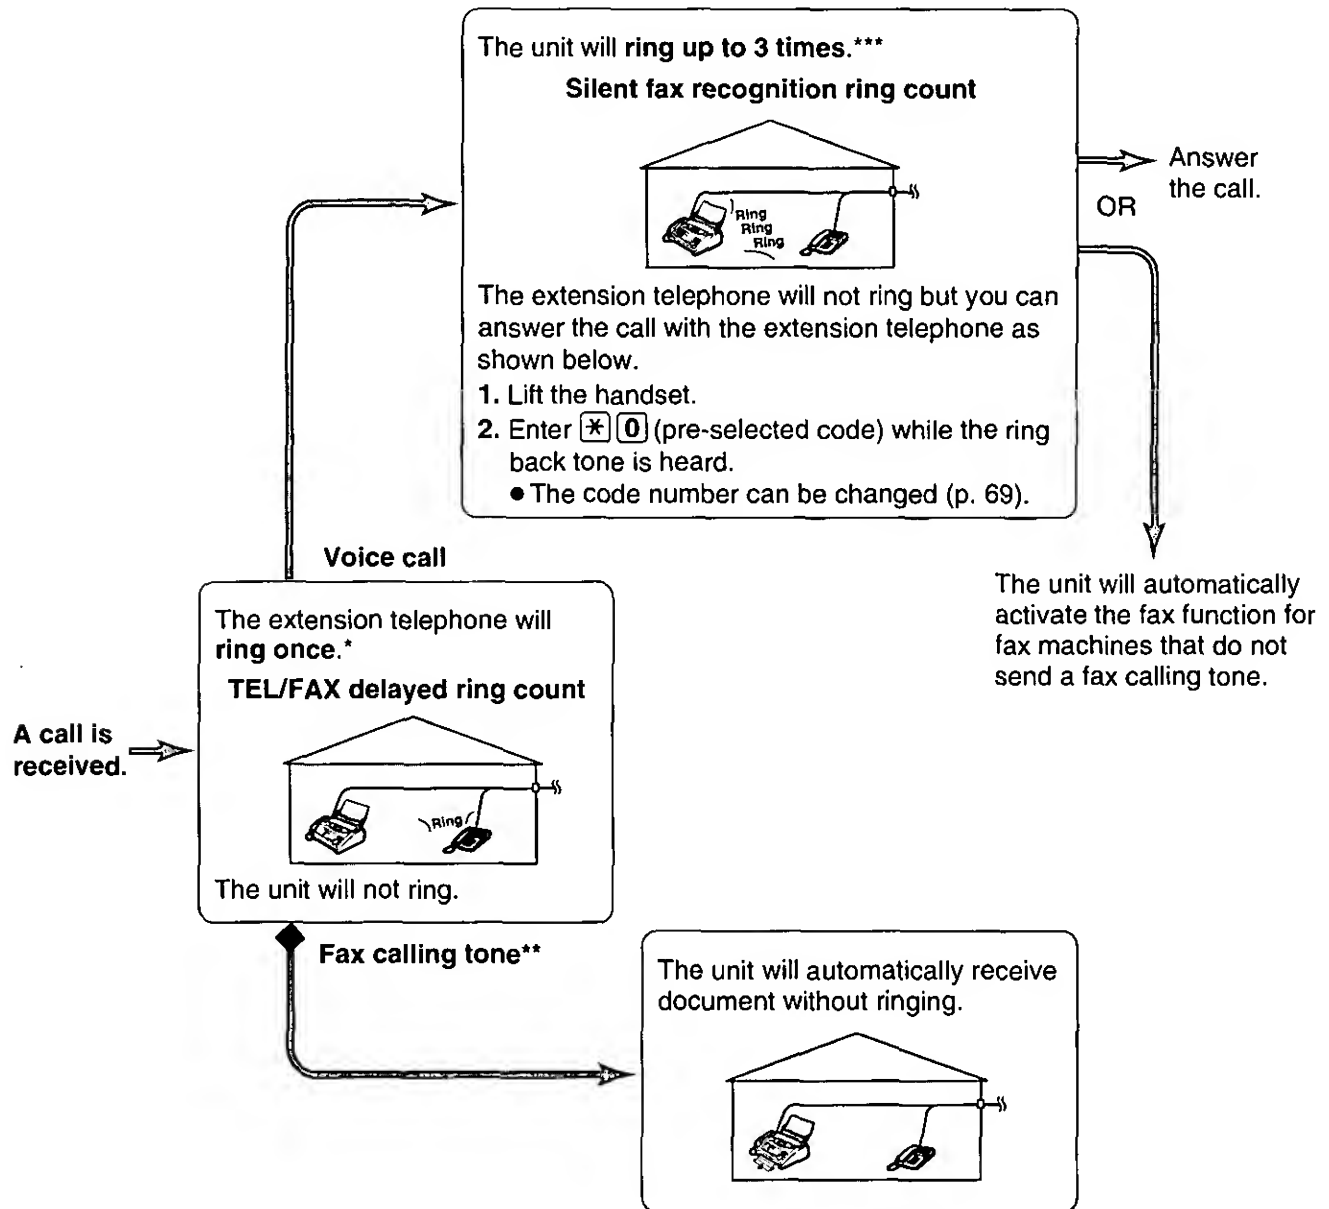 The unit will ring up to 3 times.***
Silent fax recognition ring count
Ring
Ring
Ring
The extension telephone will not ring but you can
answer the call with the extension telephone as
shown below.
1. Lift the handset.
2. Enter * 0 (pre-selected code) while the ring
back tone is heard.
● The code number can be changed (p. 69).
Answer
the call.
OR
The unit will automatically
activate the fax function for
fax machines that do not
send a fax calling tone.
Voice call
The extension telephone will
ring once.*
TEL/FAX delayed ring count
Ring
The unit will not ring.
A call is
received.
Fax calling tone**
The unit will automatically receive
document without ringing.